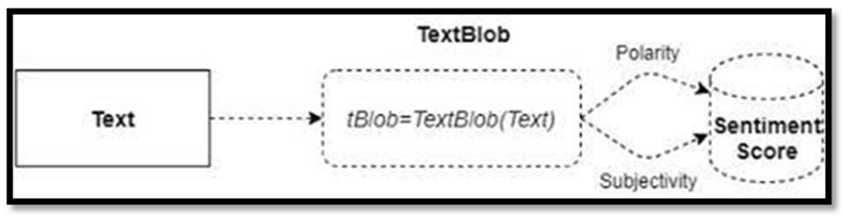 TextBlob
Polarity
Text
tBlob=TextBlob(Text)
Sentiment
Score
Subjectivity